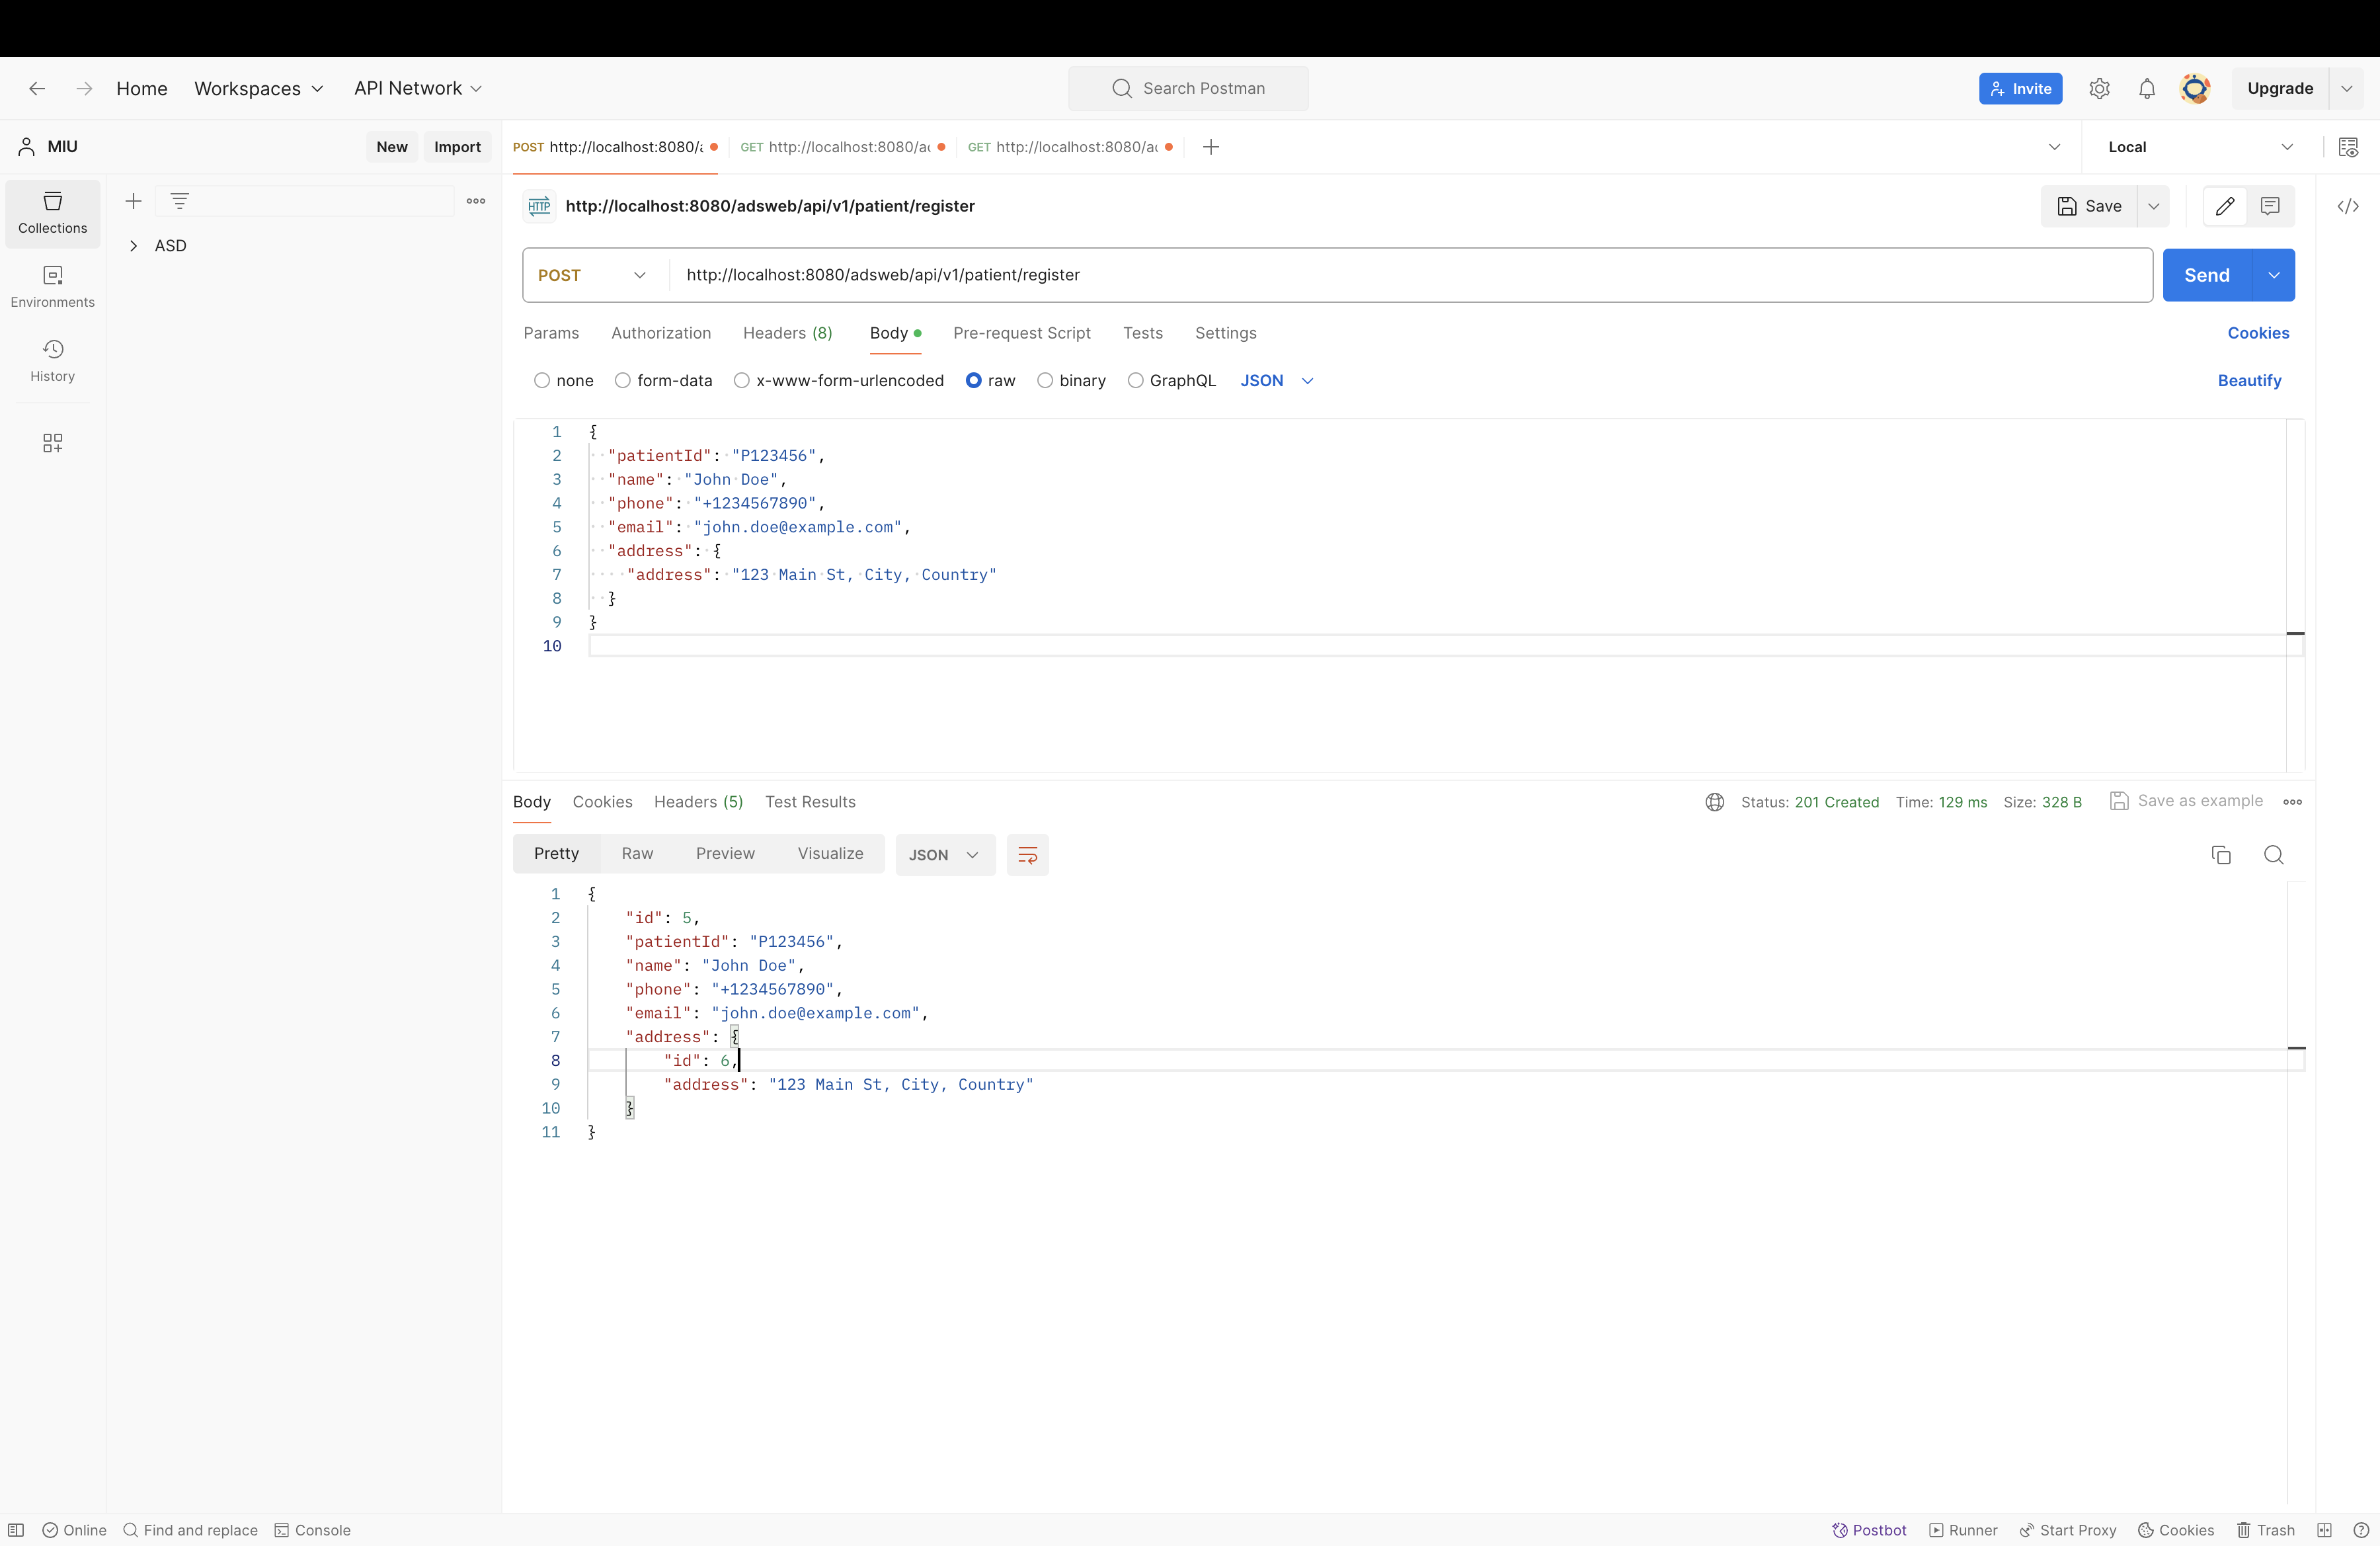 Home Workspaces API Network Search Postman Invite Upgrade
MIU New Import POST http://localhost:8080/a GET http://localhost:8080/ad GET http://localhost:8080/ad Local
HTTP http://localhost:8080/adsweb/api/v1/patient/register Save
Collections
ASD
POST http://localhost:8080/adsweb/api/v1/patient/register Send
Environments
Params Authorization Headers (8) Body Pre-request Script Tests Settings Cookies
History
none form-data x-www-form-urlencoded raw binary GraphQL JSON Beautify
1 {
2 "patientId": "P123456",
3 "name": "John Doe",
4 "phone": "+1234567890",
5 "email": "john.doe@example.com",
6 "address": {
7 "address": "123 Main St, City, Country"
8 }
9 }
10
Body Cookies Headers (5) Test Results Status: 201 Created Time: 129 ms Size: 328 B Save as example
Pretty Raw Preview Visualize JSON
1 {
2 "id": 5,
3 "patientId": "P123456",
4 "name": "John Doe",
5 "phone": "+1234567890",
6 "email": "john.doe@example.com",
7 "address": {
8 "id": 6,
9 "address": "123 Main St, City, Country"
10 }
11 }
Online Find and replace Console Postbot Runner Start Proxy Cookies Trash